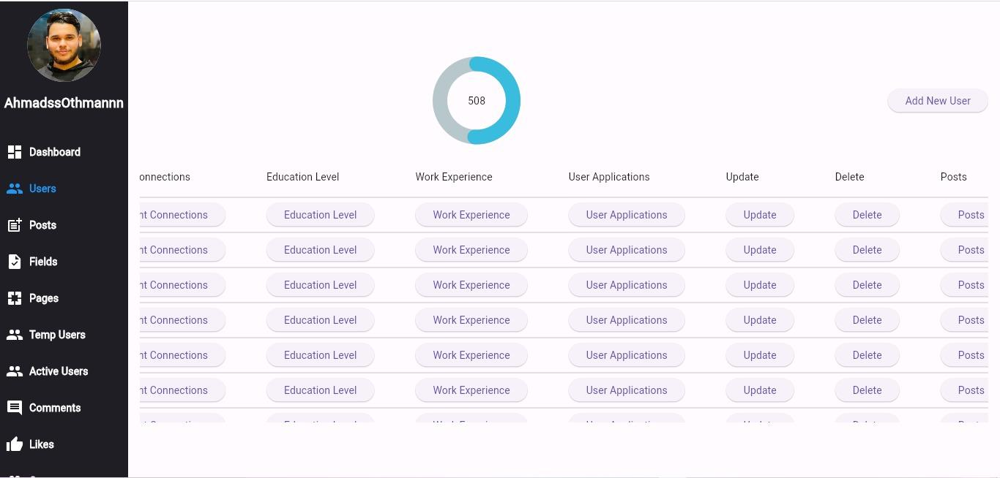 AhmadssOthmannn
Dashboard
Users
Posts
Fields
Pages
Temp Users
Active Users
Comments
Likes
508
Add New User
onnections Education Level Work Experience User Applications Update Delete Posts
nt Connections Education Level Work Experience User Applications Update Delete Posts
nt Connections Education Level Work Experience User Applications Update Delete Posts
nt Connections Education Level Work Experience User Applications Update Delete Posts
nt Connections Education Level Work Experience User Applications Update Delete Posts
nt Connections Education Level Work Experience User Applications Update Delete Posts
nt Connections Education Level Work Experience User Applications Update Delete Posts